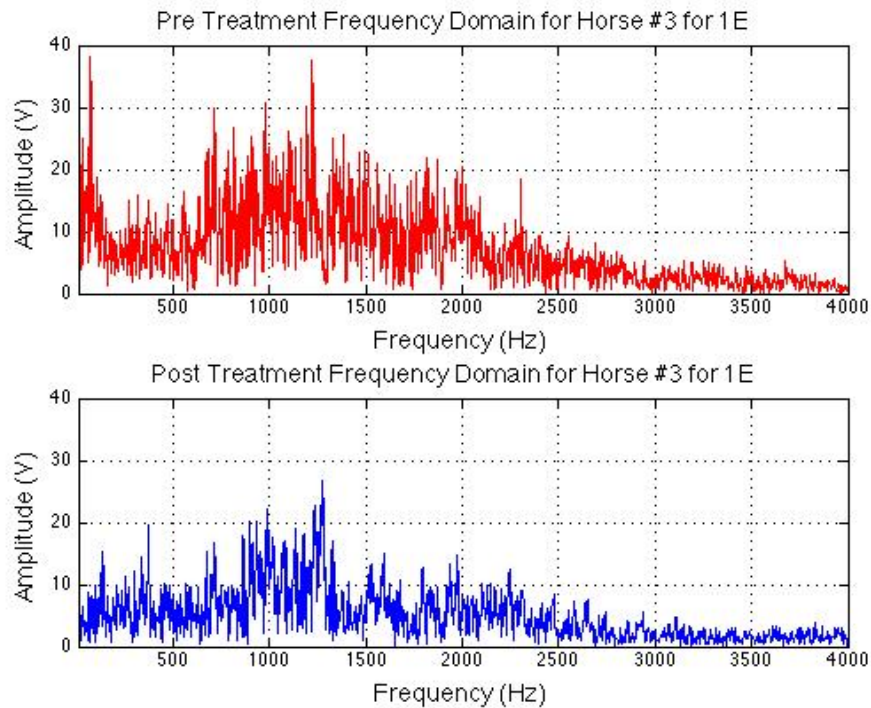 Pre Treatment Frequency Domain for Horse #3 for 1E
40
30
20
10
0
Amplitude (V)
500 1000 1500 2000 2500 3000 3500 4000
Frequency (Hz)
Post Treatment Frequency Domain for Horse #3 for 1E
40
30
20
10
0
Amplitude (V)
500 1000 1500 2000 2500 3000 3500 4000
Frequency (Hz)